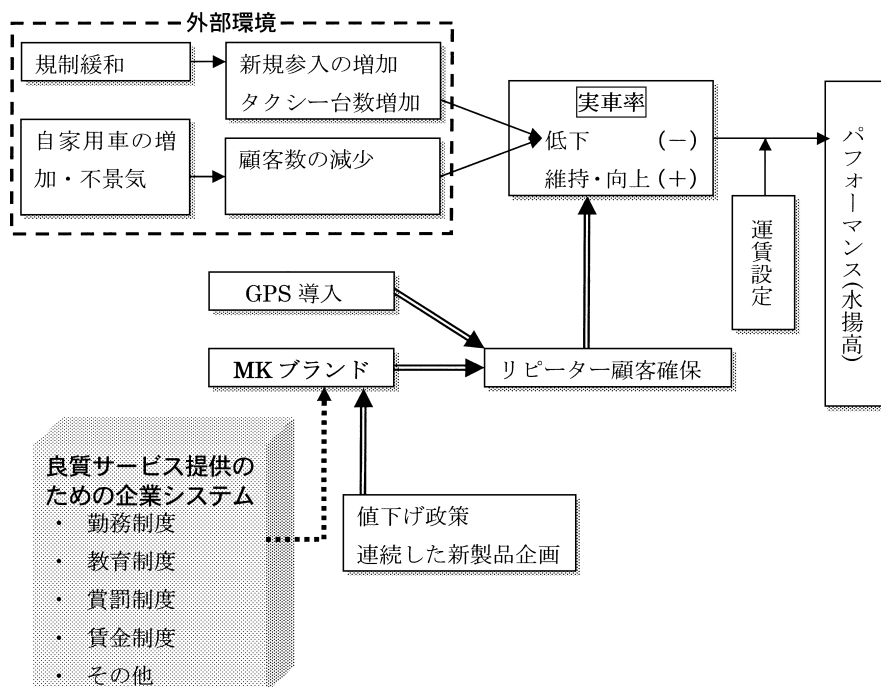 外部環境
規制緩和
新規参入の増加
タクシー台数増加
自家用車の増
加・不景気
顧客数の減少
実車率
低下 (－)
維持・向上(＋)
運賃設定
パフォーマンス(水揚高)
GPS 導入
MK ブランド
リピーター顧客確保
良質サービス提供の
ための企業システム
・ 勤務制度
・ 教育制度
・ 賞罰制度
・ 賃金制度
・ その他
値下げ政策
連続した新製品企画